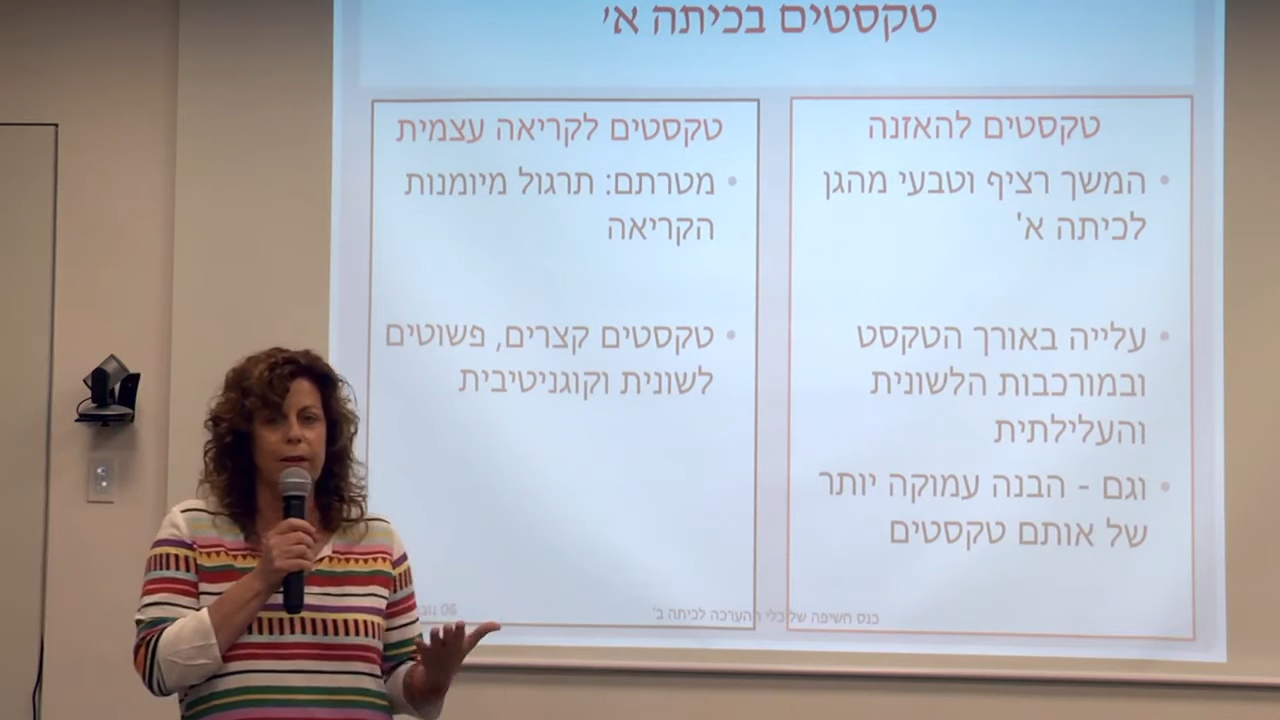 טקסטים בכיתה א׳
טקסטים להאזנה
• המשך רציף וטבעי מהגן
לכיתה א'
• עלייה באורך הטקסט
ובמורכבות הלשונית
והעלילתית
• וגם - הבנה עמוקה יותר
של אותם טקסטים
טקסטים לקריאה עצמית
• מטרתם: תרגול מיומנות
הקריאה
• טקסטים קצרים, פשוטים
לשונית וקוגניטיבית
כנס חשיפה של כלי ההערכה לכיתה ב'
06